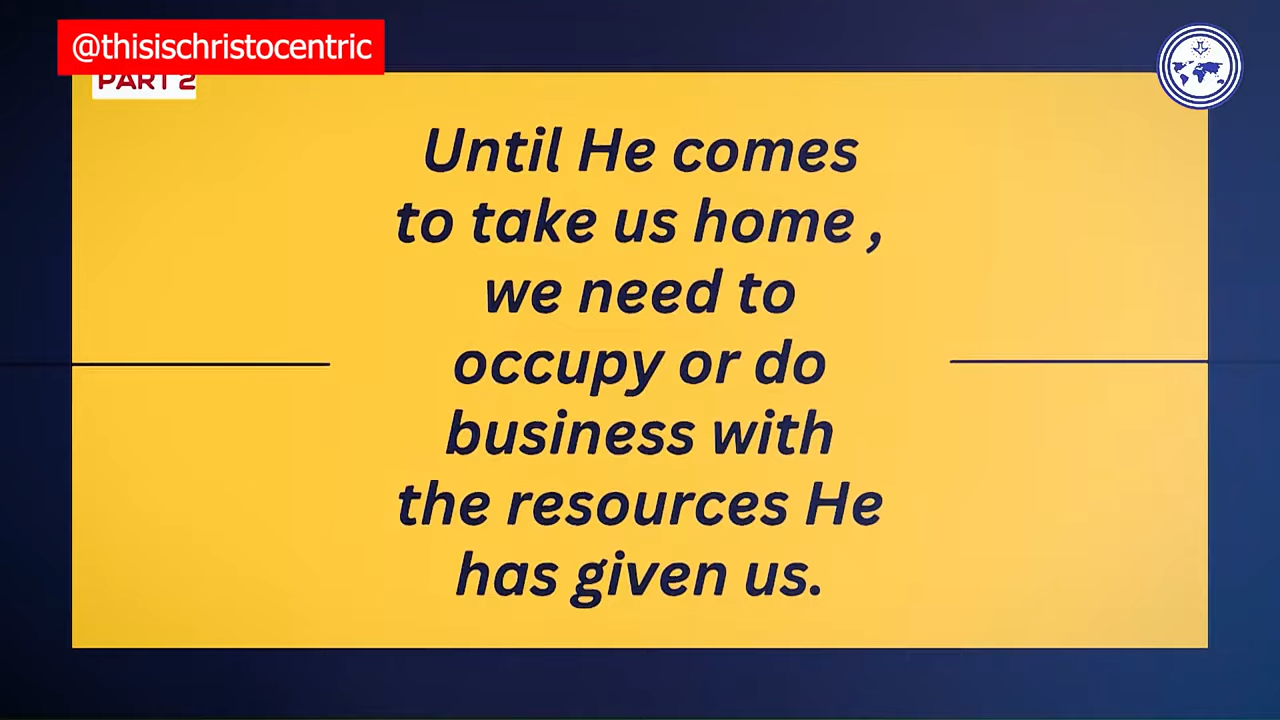 @thisischristocentric
PART 2
Until He comes
to take us home ,
we need to
occupy or do
business with
the resources He
has given us.